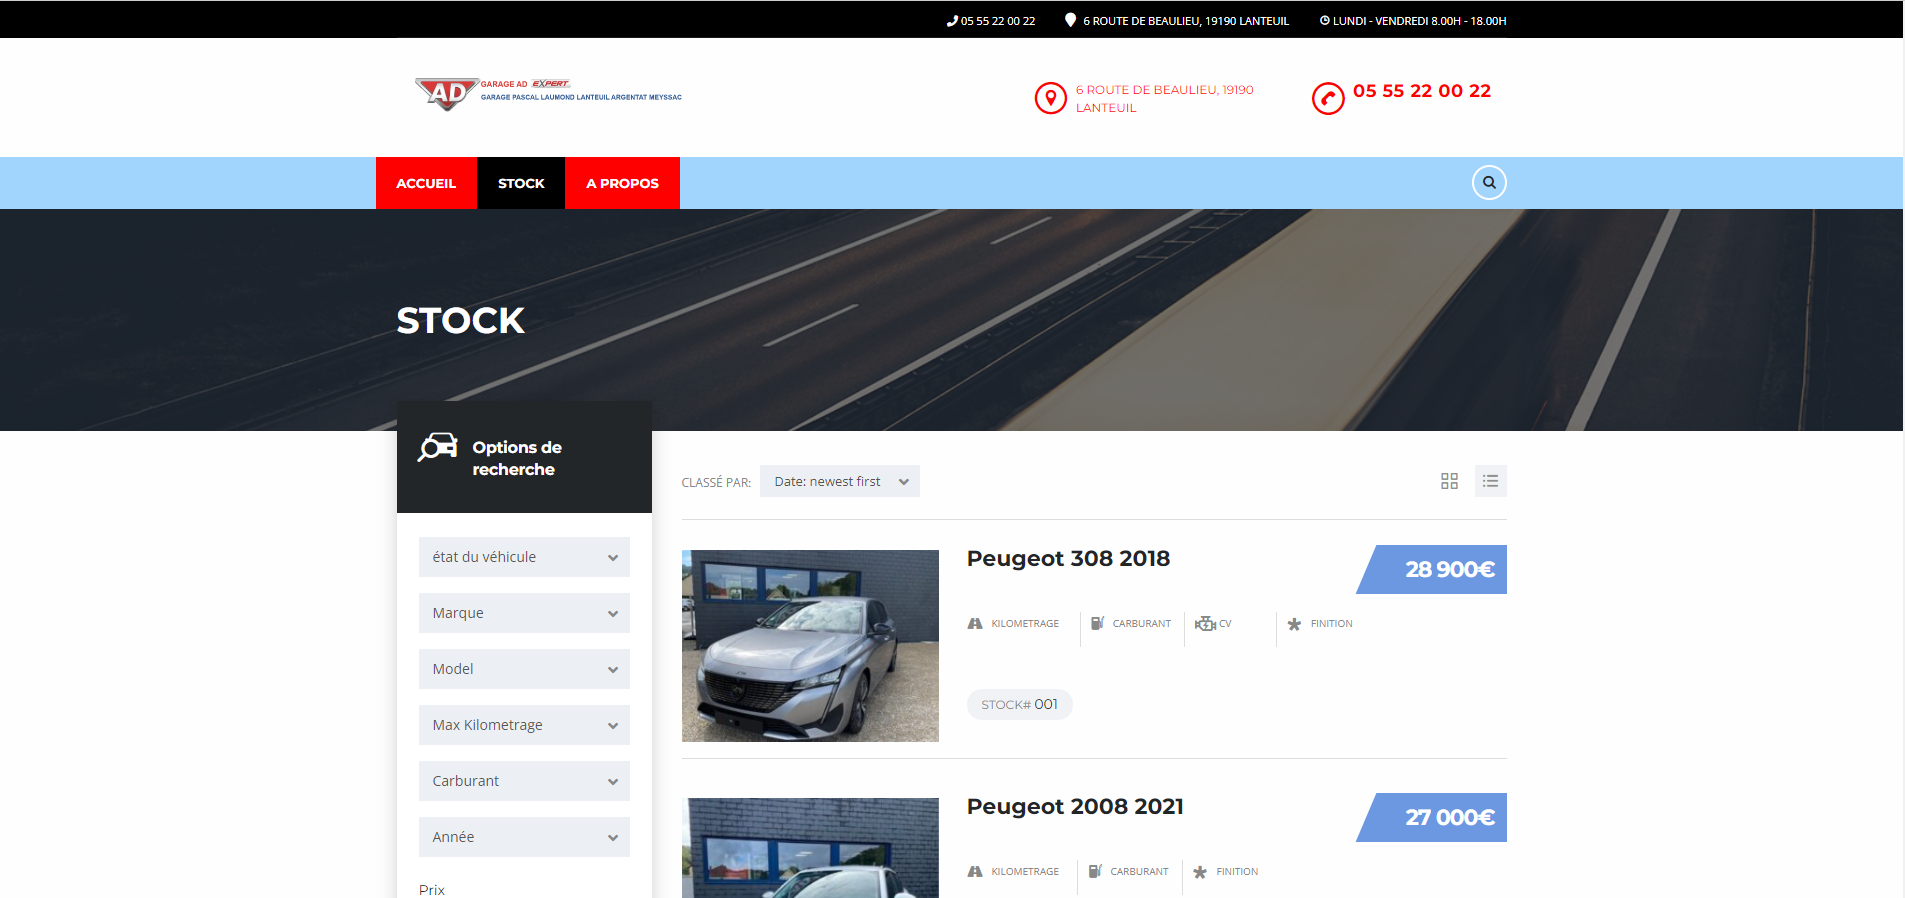 05 55 22 00 22
6 ROUTE DE BEAULIEU, 19190 LANTEUIL
LUNDI - VENDREDI 8.00H - 18.00H
AD
GARAGE AD EXPERT
GARAGE PASCAL LAUMOND LANTEUIL ARGENTAT MEYSSAC
6 ROUTE DE BEAULIEU, 19190
LANTEUIL
05 55 22 00 22
ACCUEIL
STOCK
A PROPOS
STOCK
Options de
recherche
état du véhicule
Marque
Model
Max Kilometrage
Carburant
Année
Prix
CLASSÉ PAR:
Date: newest first
Peugeot 308 2018
28 900€
KILOMETRAGE
CARBURANT
CV
FINITION
STOCK# 001
Peugeot 2008 2021
27 000€
KILOMETRAGE
CARBURANT
FINITION